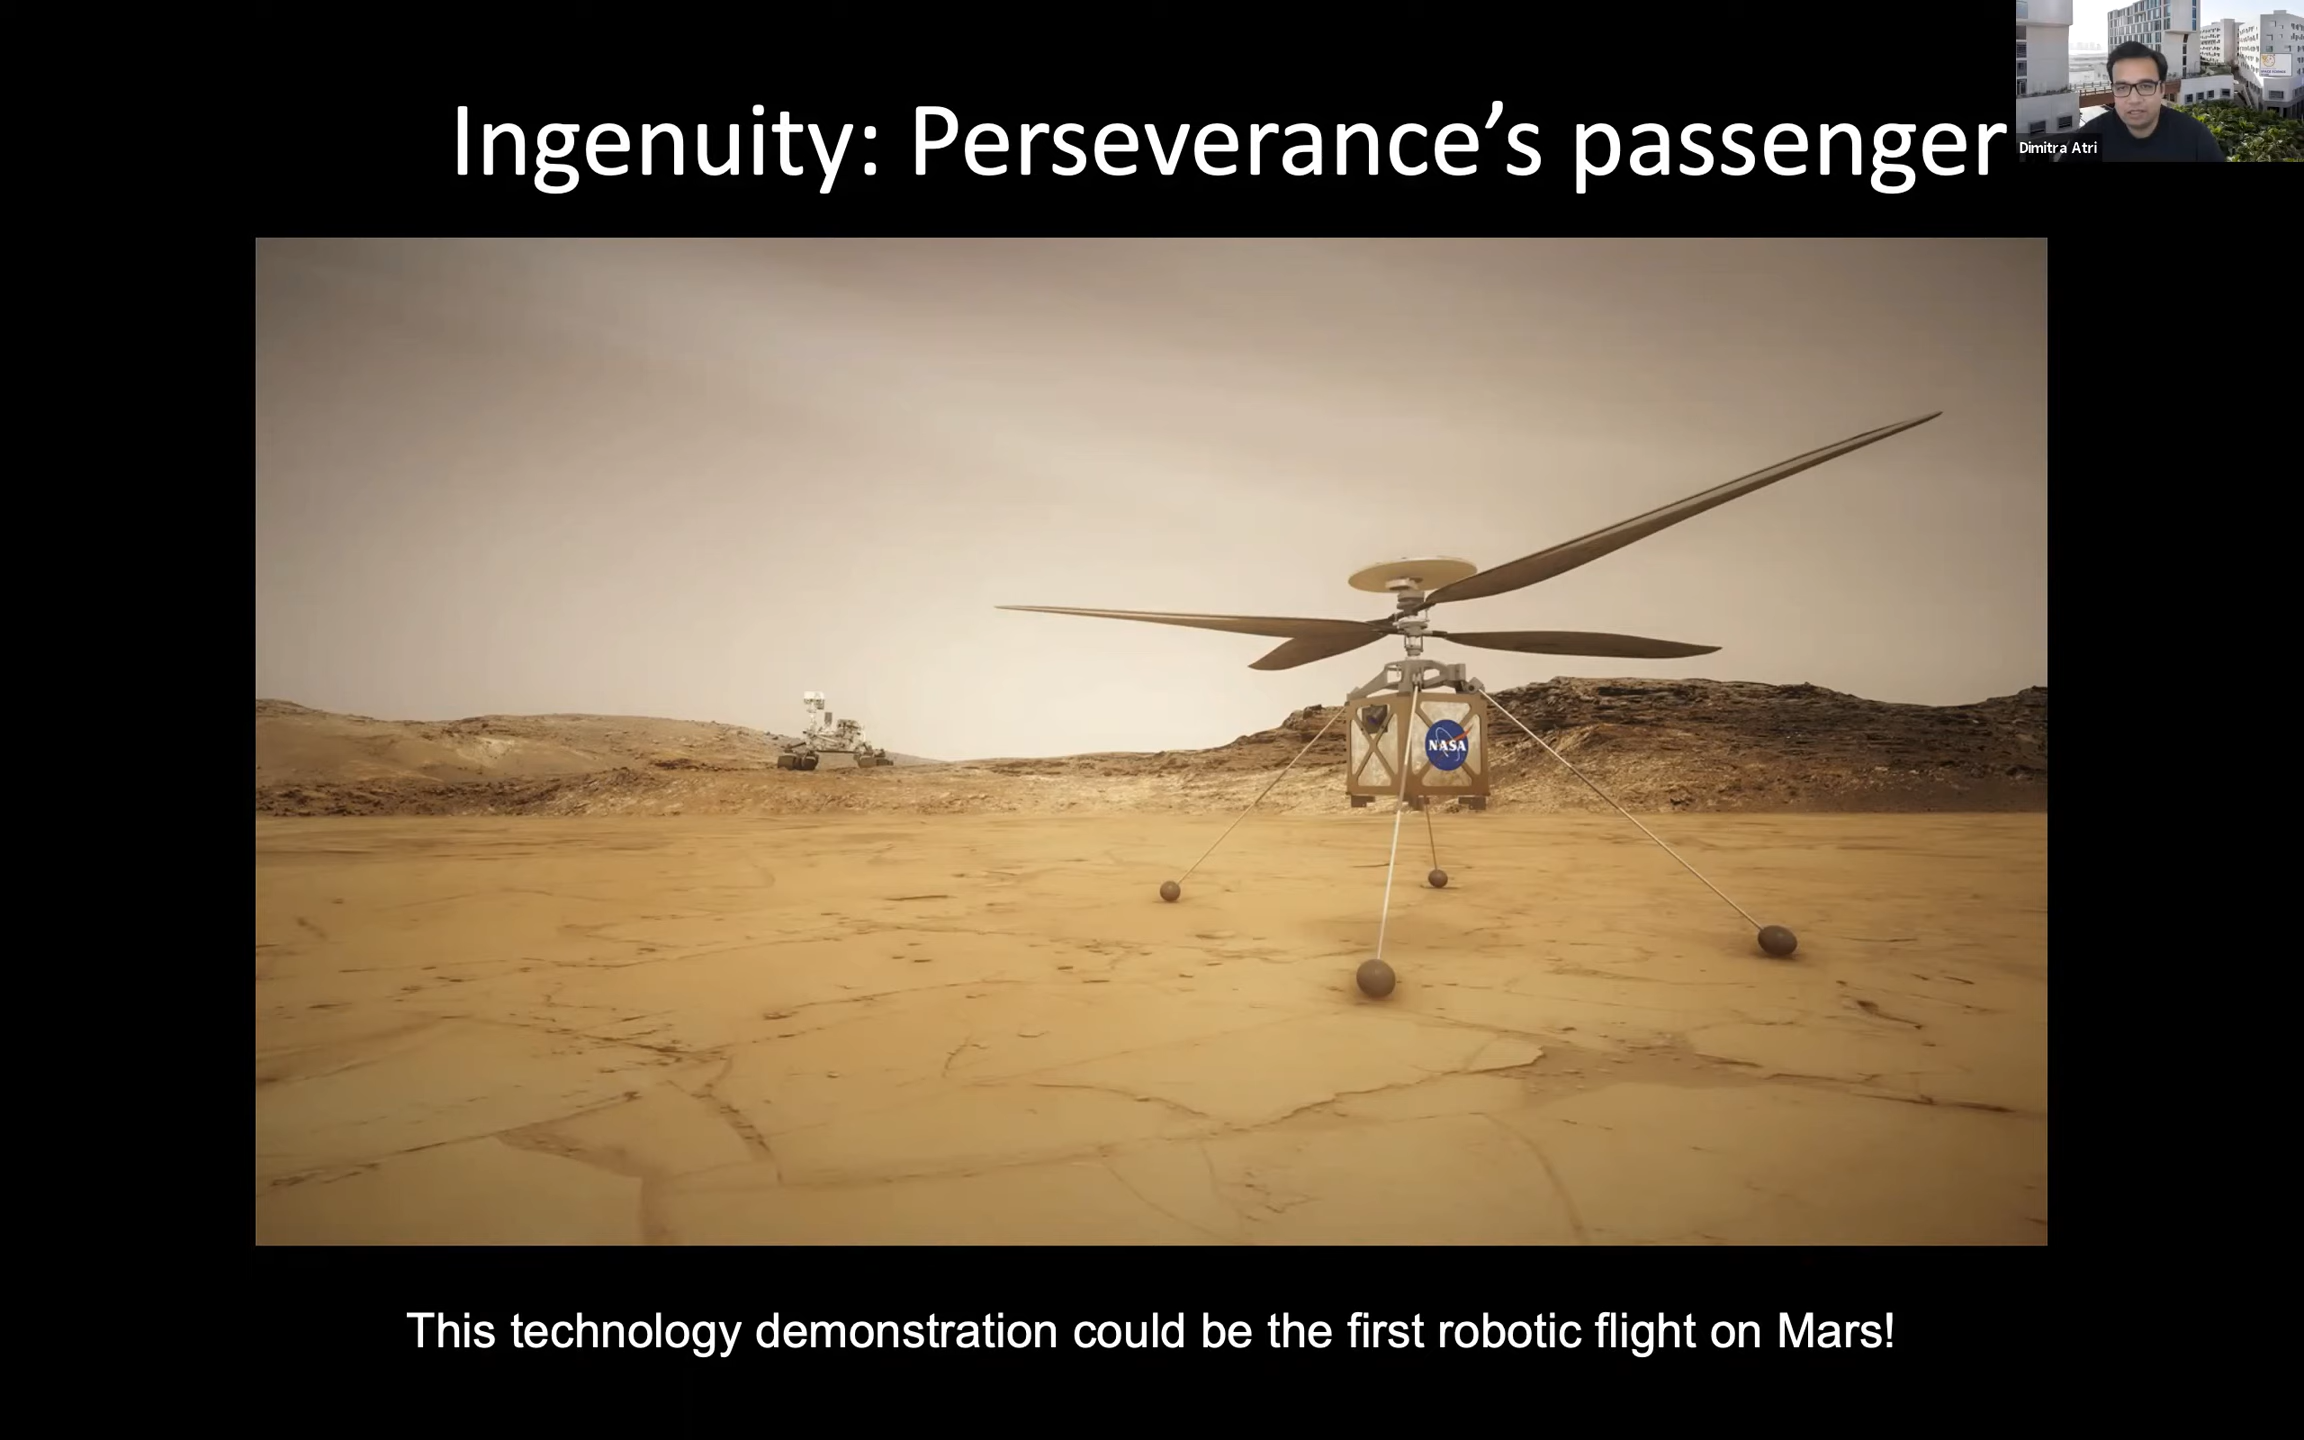 Ingenuity: Perseverance’s passenger
Dimitra Atri
NASA
This technology demonstration could be the first robotic flight on Mars!